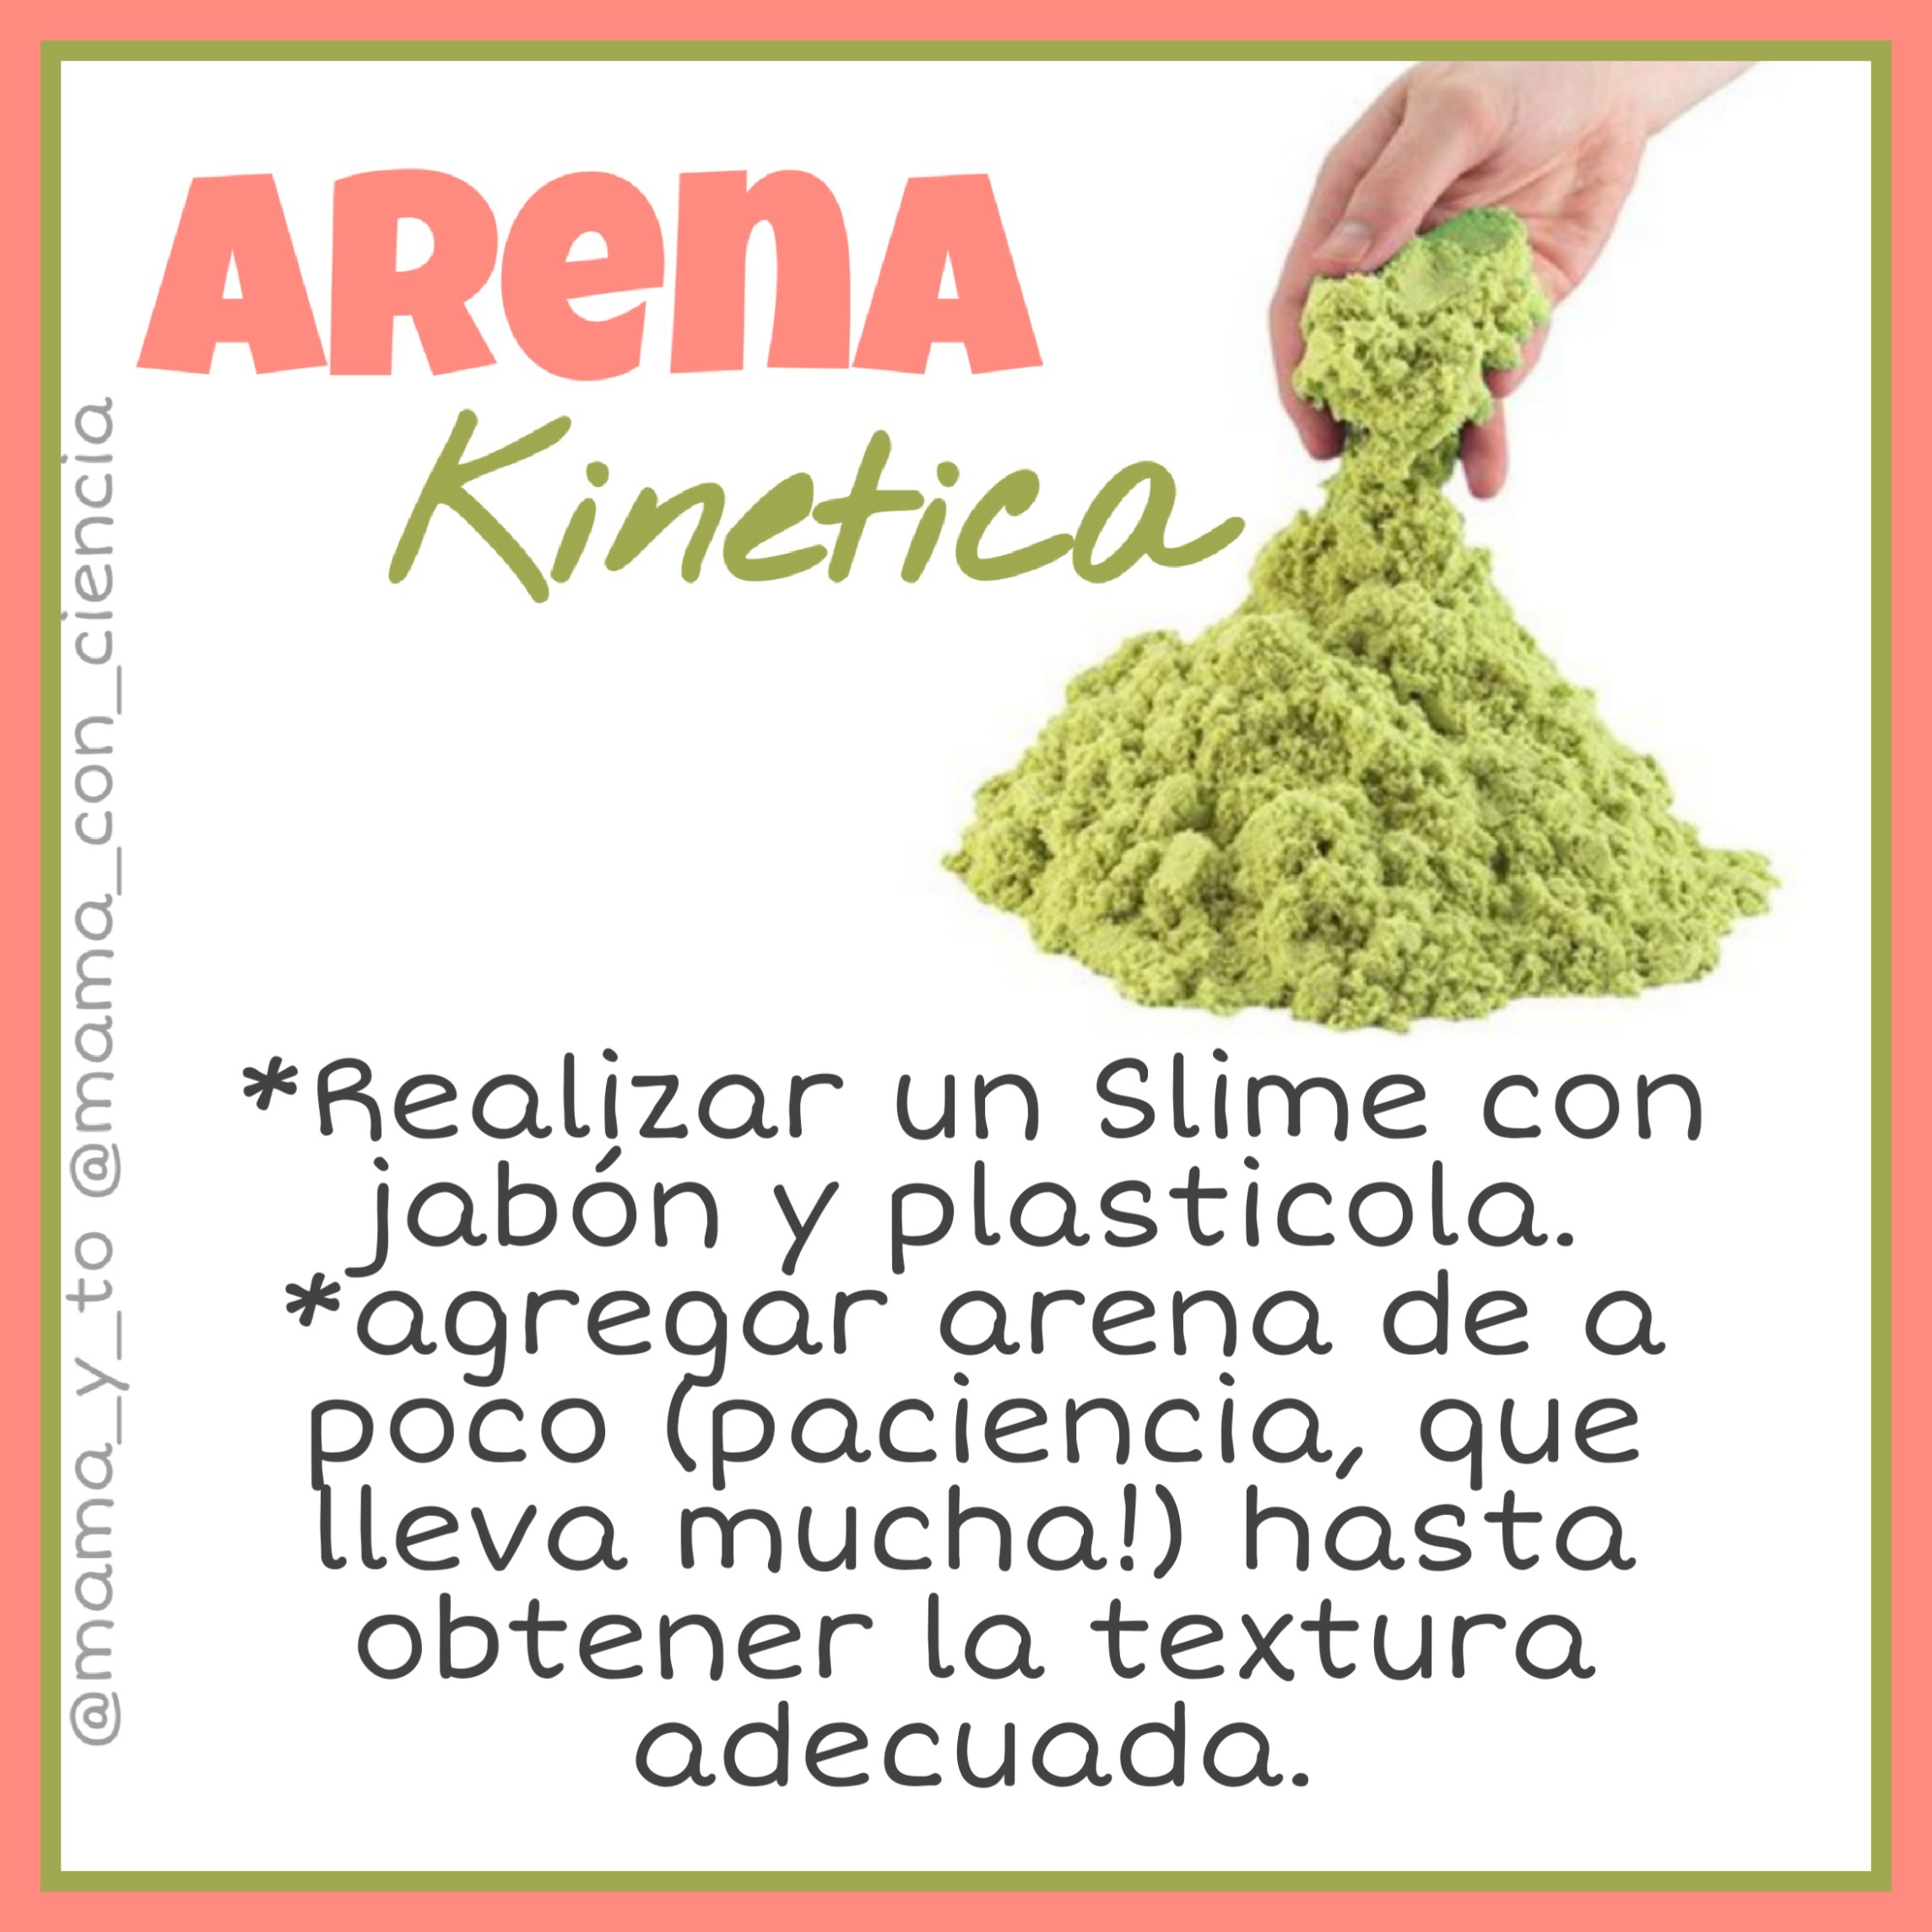 ARenA
Kinetica
*Realizar un Slime con
jabón y plasticola.
*agregar arena de a
poco (paciencia, que
lleva mucha!) hasta
obtener la textura
adecuada.
@mama_y_to @mama_con_ciencia